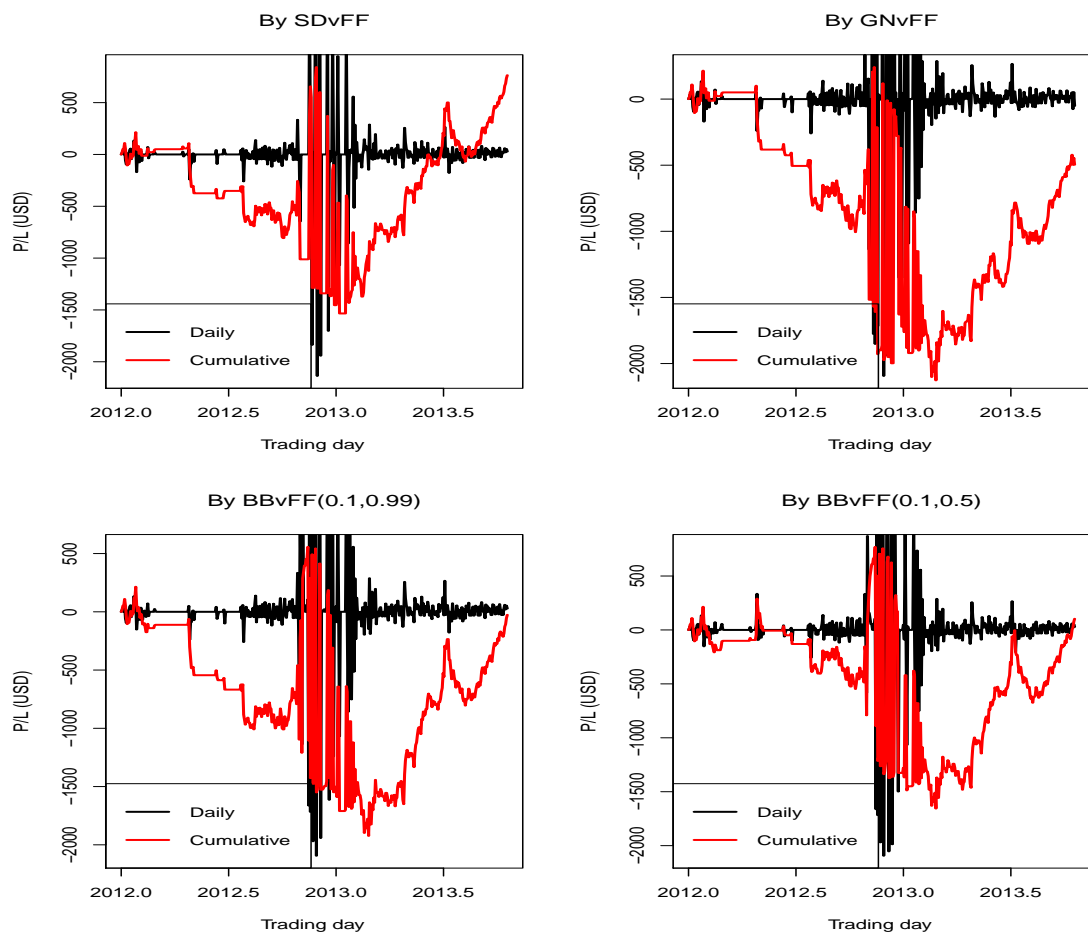 By SDvFF
P/L (USD)
500
0
−500
−1000
−1500
−2000
Daily
Cumulative
2012.0 2012.5 2013.0 2013.5
Trading day
By GNvFF
P/L (USD)
0
−500
−1000
−1500
−2000
Daily
Cumulative
2012.0 2012.5 2013.0 2013.5
Trading day
By BBvFF(0.1,0.99)
P/L (USD)
500
0
−500
−1000
−1500
−2000
Daily
Cumulative
2012.0 2012.5 2013.0 2013.5
Trading day
By BBvFF(0.1,0.5)
P/L (USD)
500
0
−500
−1000
−1500
−2000
Daily
Cumulative
2012.0 2012.5 2013.0 2013.5
Trading day